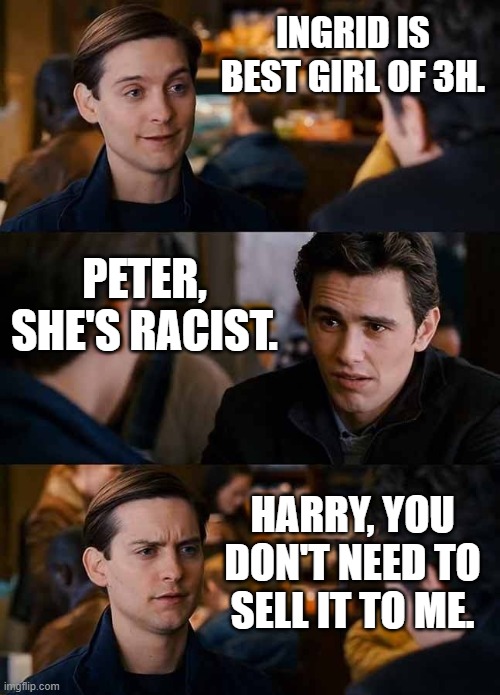 INGRID IS
BEST GIRL OF 3H.
PETER,
SHE'S RACIST.
HARRY, YOU
DON'T NEED TO
SELL IT TO ME.
imgflip.com